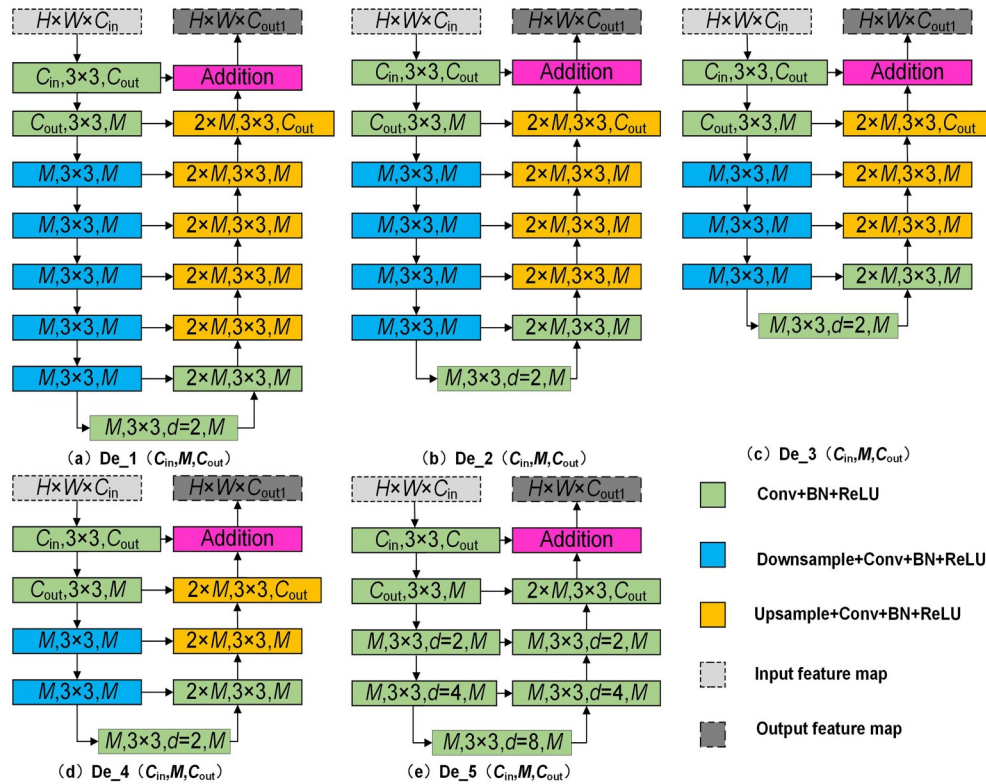 H×W×Cin
H×W×Cout1
Cin,3×3,Cout
Addition
Cout,3×3,M
2×M,3×3,Cout
M,3×3,M
2×M,3×3,M
M,3×3,M
2×M,3×3,M
M,3×3,M
2×M,3×3,M
M,3×3,M
2×M,3×3,M
M,3×3,M
2×M,3×3,M
M,3×3,d=2,M
(a) De_1 (Cin,M,Cout)
H×W×Cin
H×W×Cout1
Cin,3×3,Cout
Addition
Cout,3×3,M
2×M,3×3,Cout
M,3×3,M
2×M,3×3,M
M,3×3,M
2×M,3×3,M
M,3×3,M
2×M,3×3,M
M,3×3,M
2×M,3×3,M
M,3×3,d=2,M
(b) De_2 (Cin,M,Cout)
H×W×Cin
H×W×Cout1
Cin,3×3,Cout
Addition
Cout,3×3,M
2×M,3×3,Cout
M,3×3,M
2×M,3×3,M
M,3×3,M
2×M,3×3,M
M,3×3,M
2×M,3×3,M
M,3×3,d=2,M
(c) De_3 (Cin,M,Cout)
H×W×Cin
H×W×Cout1
Cin,3×3,Cout
Addition
Cout,3×3,M
2×M,3×3,Cout
M,3×3,M
2×M,3×3,M
M,3×3,M
2×M,3×3,M
M,3×3,d=2,M
(d) De_4 (Cin,M,Cout)
H×W×Cin
H×W×Cout1
Cin,3×3,Cout
Addition
Cout,3×3,M
2×M,3×3,Cout
M,3×3,d=2,M
M,3×3,d=2,M
M,3×3,d=4,M
M,3×3,d=4,M
M,3×3,d=8,M
(e) De_5 (Cin,M,Cout)
Conv+BN+ReLU
Downsample+Conv+BN+ReLU
Upsample+Conv+BN+ReLU
Input feature map
Output feature map